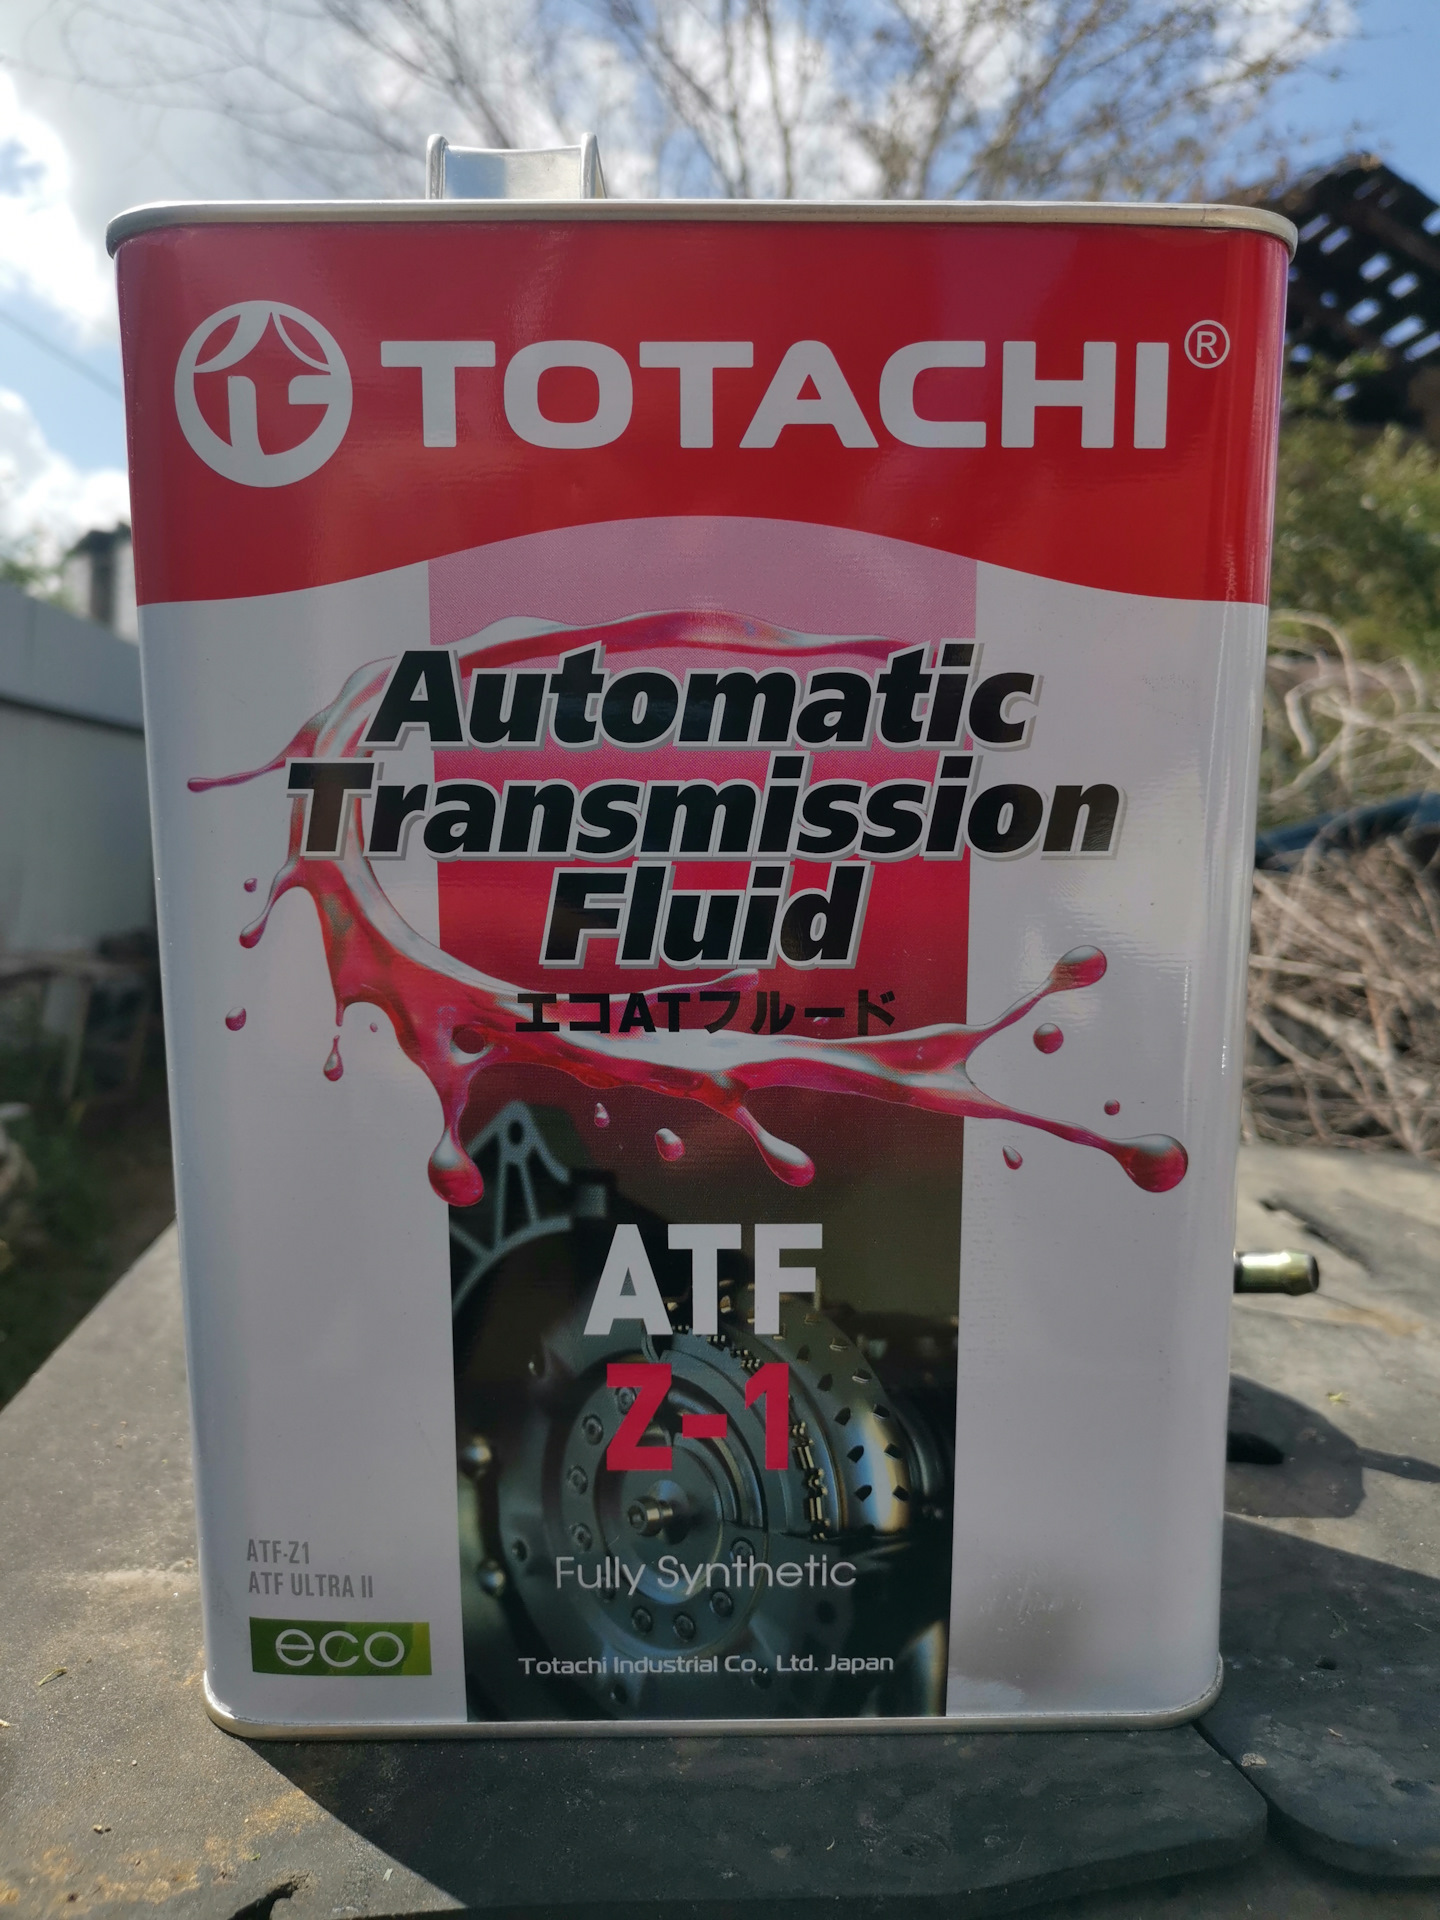 TOTACHI®
Automatic
Transmission
Fluid
エコATフルード
ATF
Z-1
Fully Synthetic
Totachi Industrial Co., Ltd. Japan
ATF-Z1
ATF ULTRA II
eco